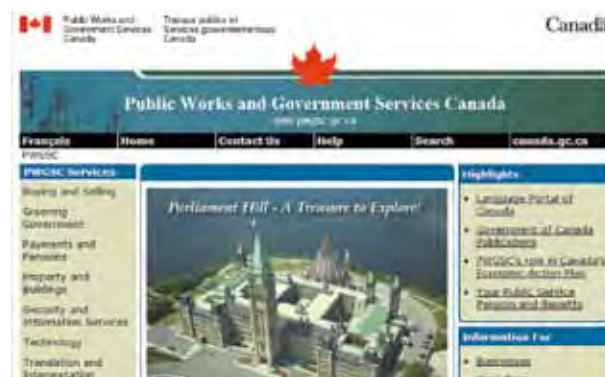 Public Works and
Government Services
Canada
Travaux publics et
Services gouvernementaux
Canada
Canada
Public Works and Government Services Canada
www.pwgsc.gc.ca
Français
Home
Contact Us
Help
Search
canada.gc.ca
PWGSC
PWGSC Services
Buying and Selling
Greening
Government
Payments and
Pensions
Property and
Buildings
Security and
Information Services
Technology
Translation and
Interpretation
Parliament Hill - A Treasure to Explore!
Highlights
Language Portal of
Canada
Government of Canada
Publications
PWGSC's role in Canada's
Economic Action Plan
Your Public Service
Pension and Benefits
Information For
Businesses